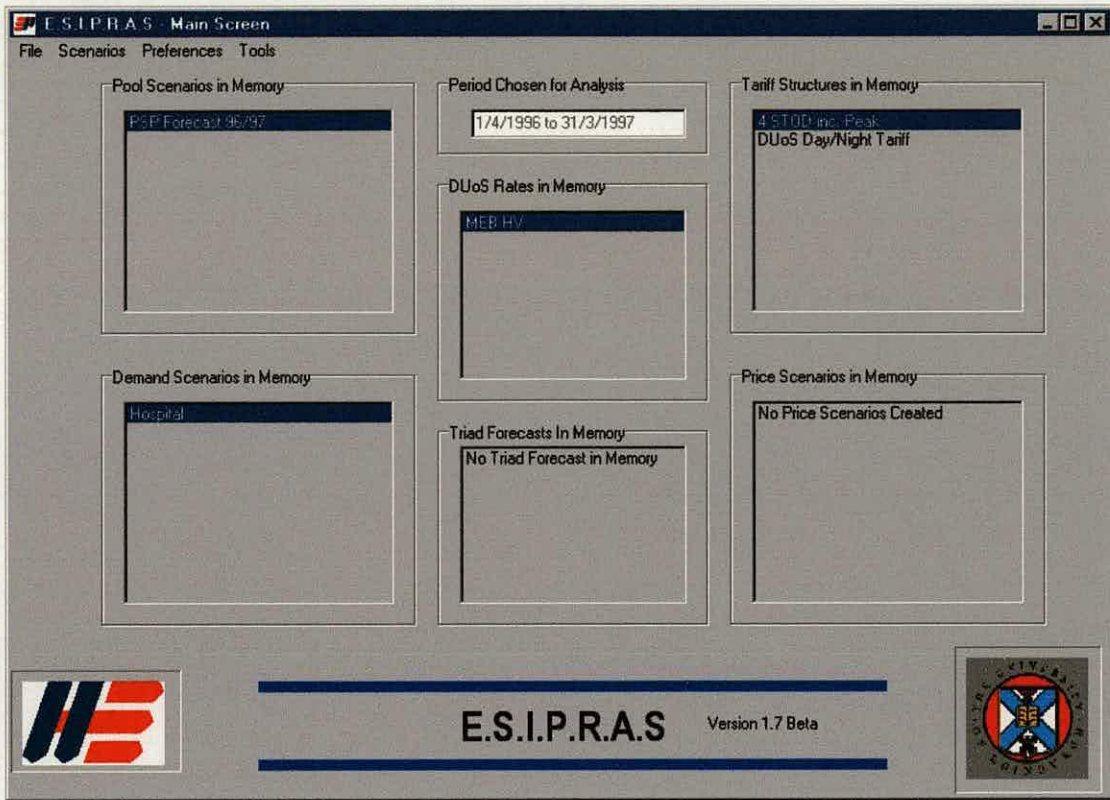 E.S.I.P.R.A.S - Main Screen
File Scenarios Preferences Tools
Pool Scenarios in Memory
PSP Forecast 96/97
Period Chosen for Analysis
1/4/1996 to 31/3/1997
Tariff Structures in Memory
4 STOD inc. Peak
DUoS Day/Night Tariff
DUoS Rates in Memory
MEB HV
Demand Scenarios in Memory
Hospital
Triad Forecasts In Memory
No Triad Forecast in Memory
Price Scenarios in Memory
No Price Scenarios Created
E.S.I.P.R.A.S Version 1.7 Beta
THE UNIVERSITY